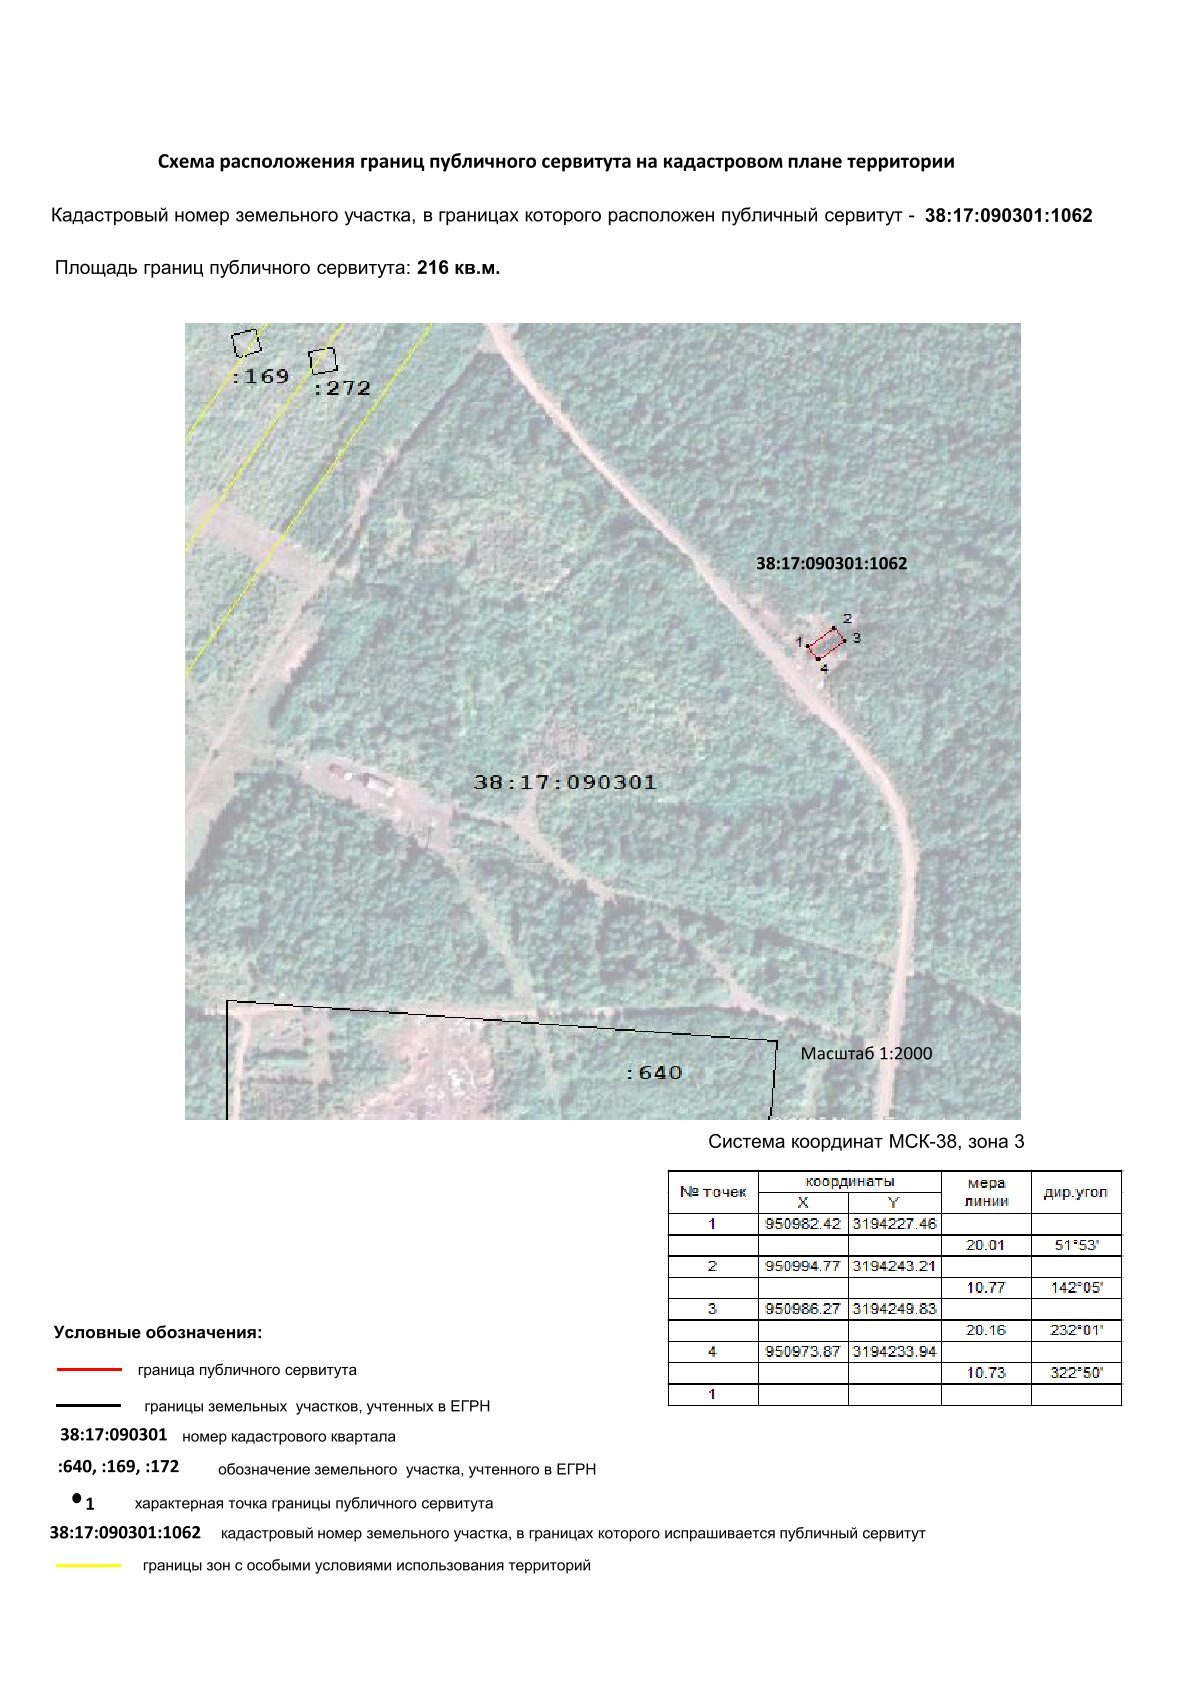 Схема расположения границ публичного сервитута на кадастровом плане территории
Кадастровый номер земельного участка, в границах которого расположен публичный сервитут - 38:17:090301:1062
Площадь границ публичного сервитута: 216 кв.м.
:169
:272
38:17:090301:1062
2
1
3
4
38:17:090301
Масштаб 1:2000
:640
Система координат МСК-38, зона 3
№ точек координаты мера линии дир.угол
X Y
1 950982.42 3194227.46
20.01 51°53'
2 950994.77 3194243.21
10.77 142°05'
3 950986.27 3194249.83
20.16 232°01'
4 950973.87 3194233.94
10.73 322°50'
1
Условные обозначения:
граница публичного сервитута
границы земельных участков, учтенных в ЕГРН
38:17:090301 номер кадастрового квартала
:640, :169, :172 обозначение земельного участка, учтенного в ЕГРН
1 характерная точка границы публичного сервитута
38:17:090301:1062 кадастровый номер земельного участка, в границах которого испрашивается публичный сервитут
границы зон с особыми условиями использования территорий